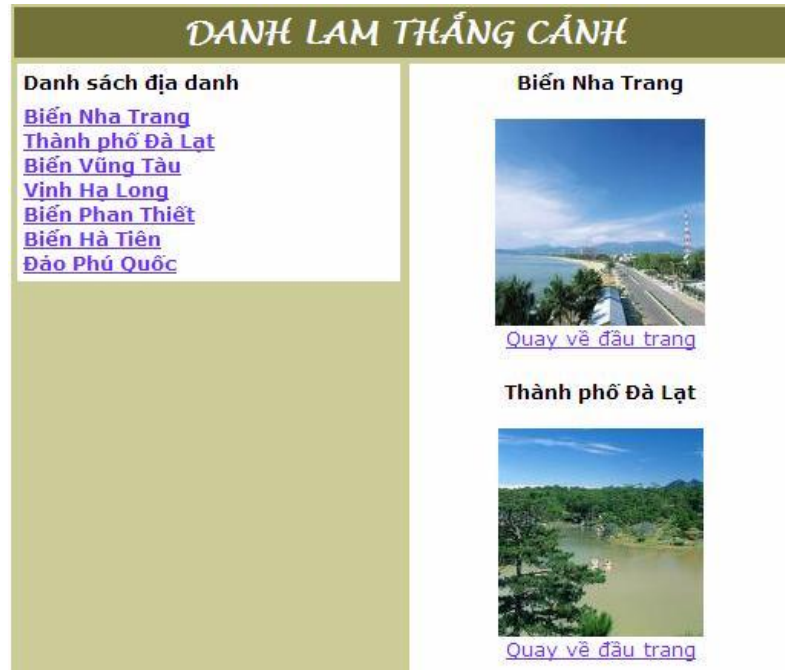 DANH LAM THẮNG CẢNH
Danh sách địa danh
Biển Nha Trang
Thành phố Đà Lạt
Biển Vũng Tàu
Vịnh Hạ Long
Biển Phan Thiết
Biển Hà Tiên
Đảo Phú Quốc
Biển Nha Trang
Quay về đầu trang
Thành phố Đà Lạt
Quay về đầu trang